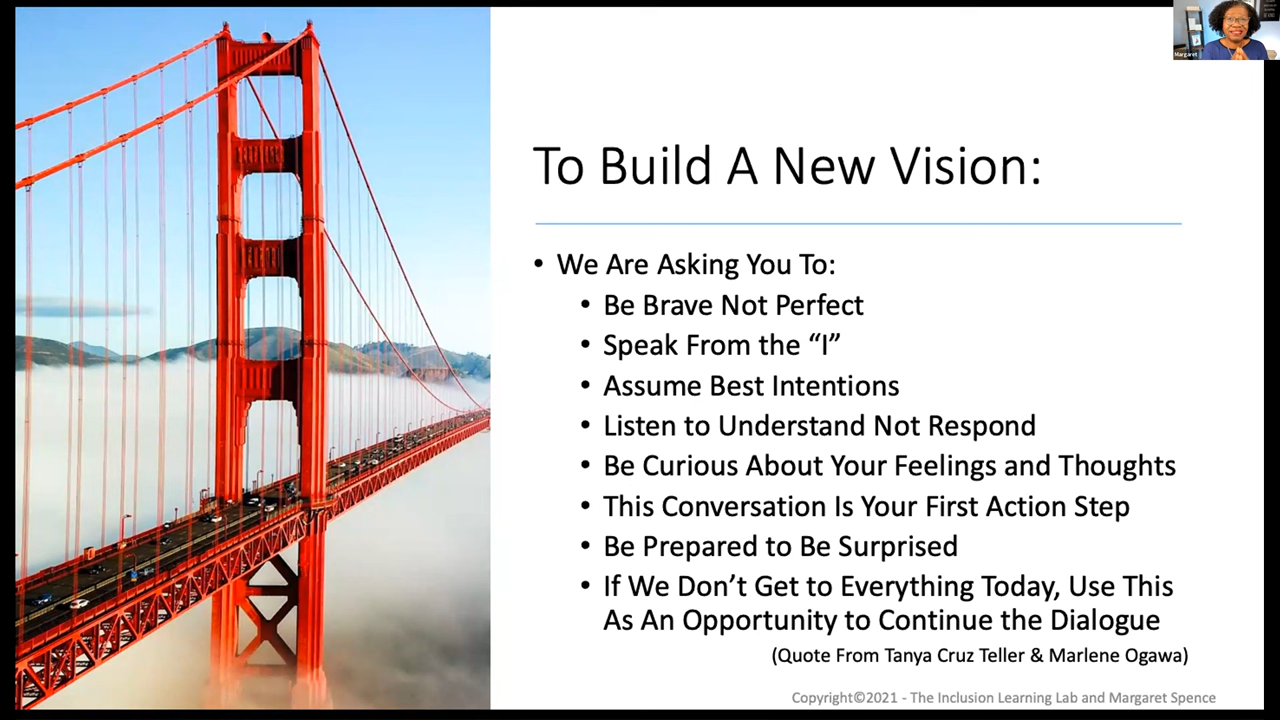 Margaret
To Build A New Vision:
• We Are Asking You To:
• Be Brave Not Perfect
• Speak From the “I”
• Assume Best Intentions
• Listen to Understand Not Respond
• Be Curious About Your Feelings and Thoughts
• This Conversation Is Your First Action Step
• Be Prepared to Be Surprised
• If We Don’t Get to Everything Today, Use This
As An Opportunity to Continue the Dialogue
(Quote From Tanya Cruz Teller & Marlene Ogawa)
Copyright©2021 - The Inclusion Learning Lab and Margaret Spence